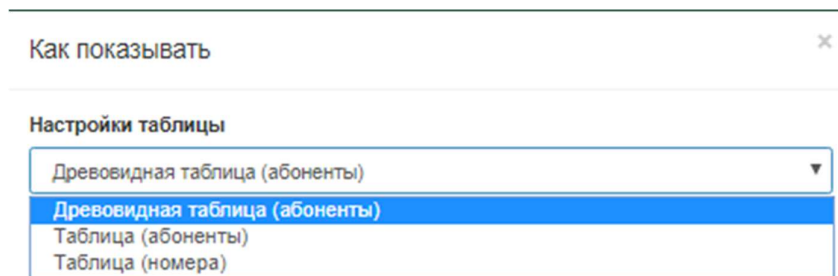 Как показывать
Настройки таблицы
Древовидная таблица (абоненты)
Древовидная таблица (абоненты)
Таблица (абоненты)
Таблица (номера)